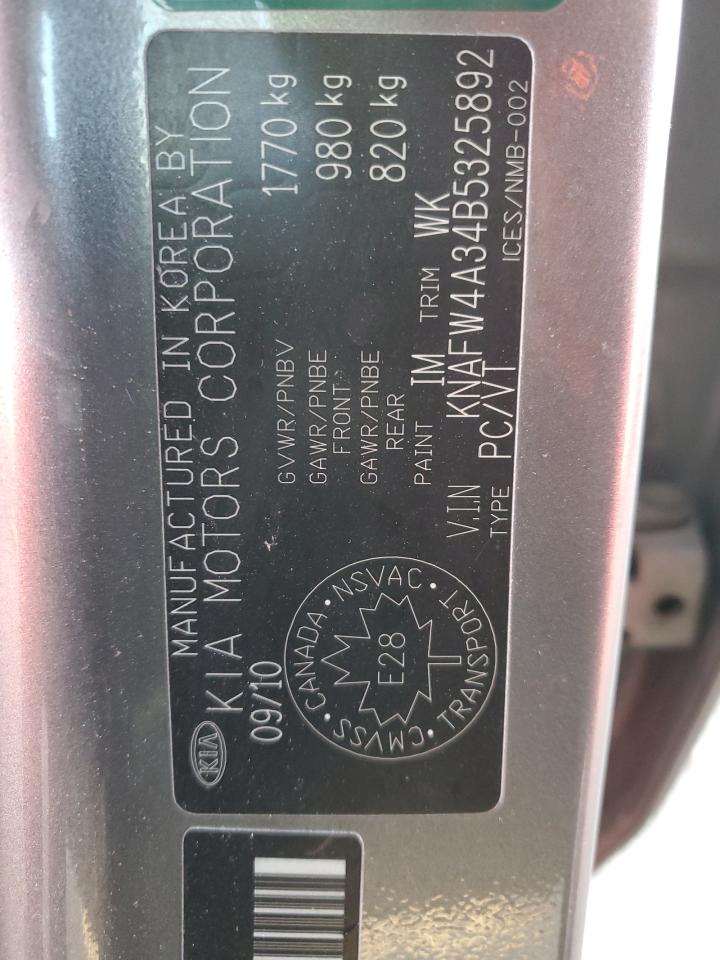 MANUFACTURED IN KOREA BY
KIA KIA MOTORS CORPORATION
09/10
GVWR/PNBV 1770 kg
GAWR/PNBE FRONT 980 kg
GAWR/PNBE REAR 820 kg
PAINT IM TRIM WK
V.IN KNAFW4A34B5325892
TYPE PC/VT ICES/NMB-002
CANADA • NSVAC • TRANSPORT • CMVSS •
E28